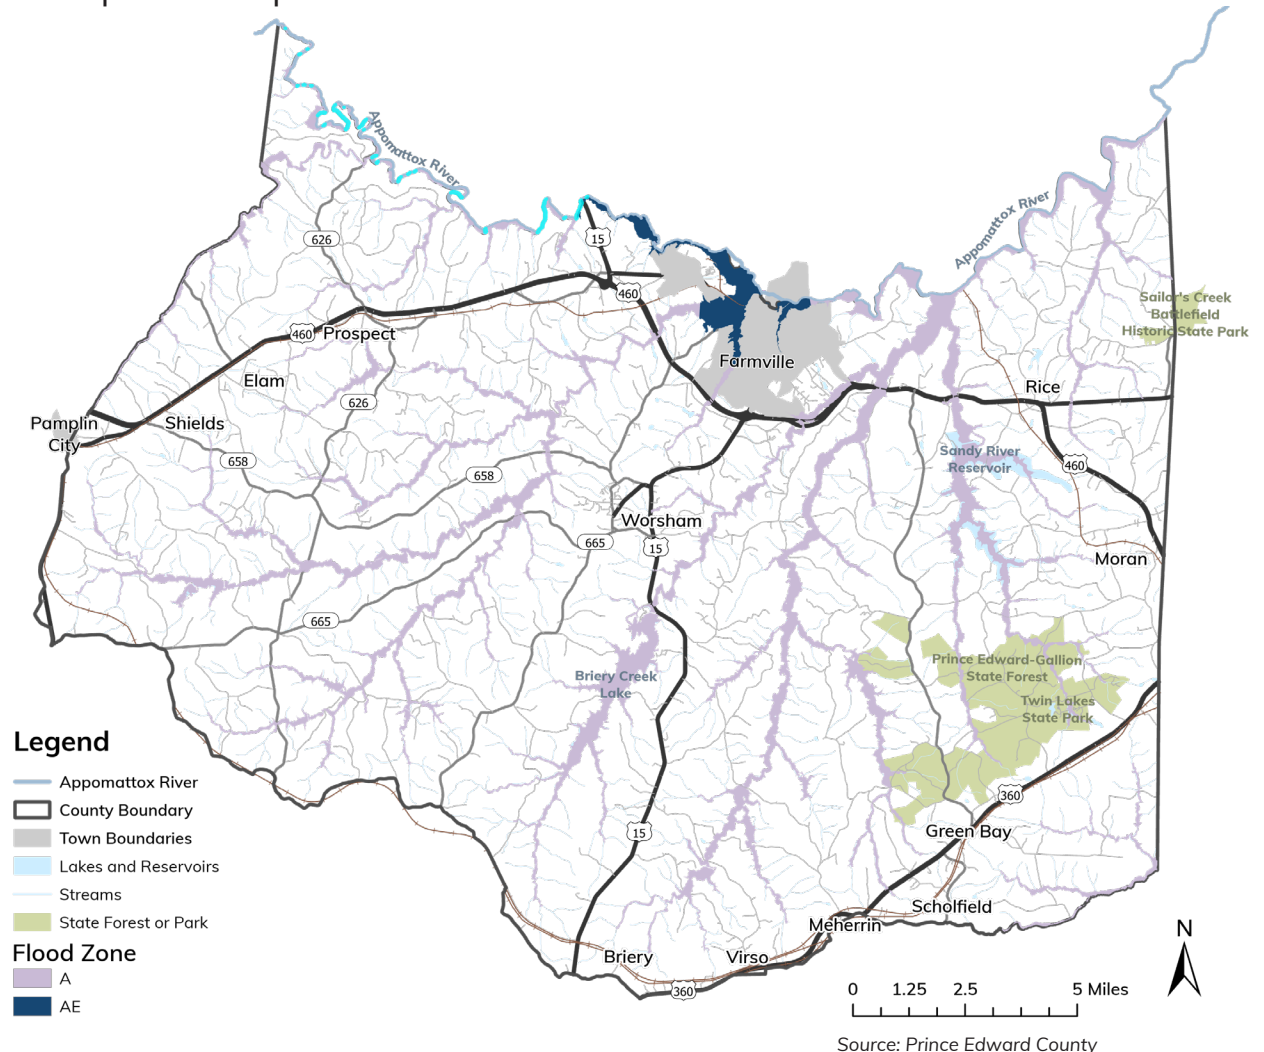 Appomattox River
626
15
460
Appomattox River
Sailor's Creek
Battlefield
Historic State Park
460
Prospect
Farmville
Elam
Rice
626
Pamplin
City
Shields
658
658
Sandy River
Reservoir
460
Worsham
665
15
Moran
665
Prince Edward-Gallion
State Forest
Briery Creek
Lake
Twin Lakes
State Park
360
15
Green Bay
Scholfield
Meherrin
Briery
Virso
360
Legend
Appomattox River
County Boundary
Town Boundaries
Lakes and Reservoirs
Streams
State Forest or Park
Flood Zone
A
AE
N
0 1.25 2.5 5 Miles
Source: Prince Edward County